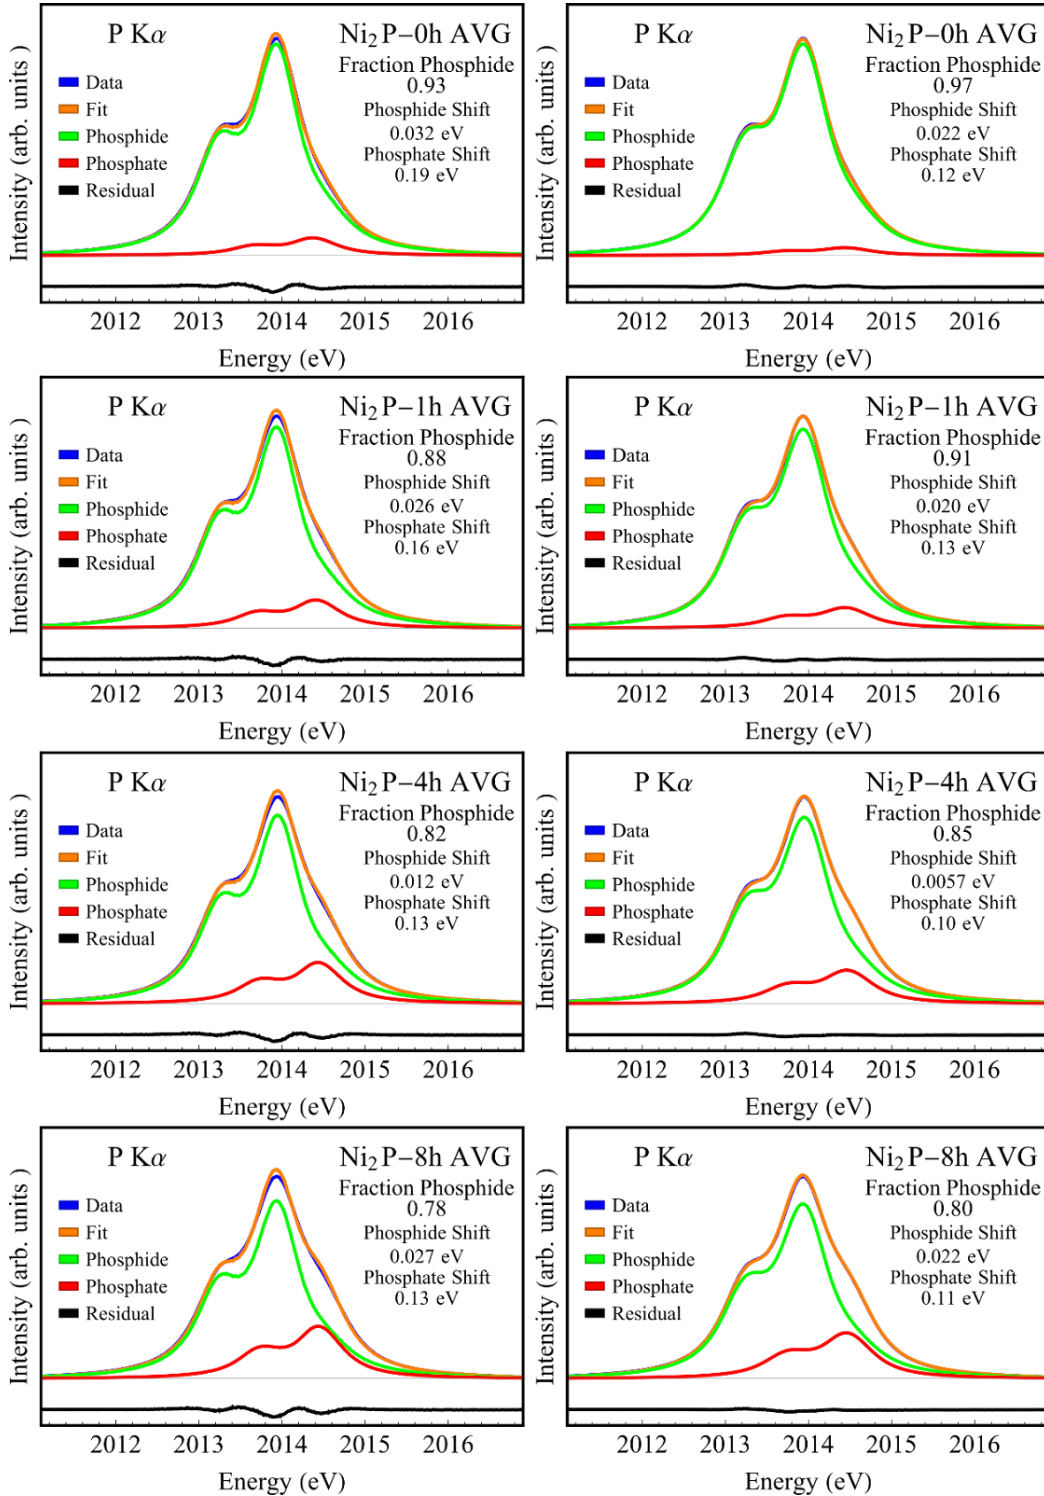 P Kα
Ni₂P−0h AVG
Fraction Phosphide
0.93
Phosphide Shift
0.032 eV
Phosphate Shift
0.19 eV
Data
Fit
Phosphide
Phosphate
Residual
Intensity (arb. units )
2012 2013 2014 2015 2016
Energy (eV)
P Kα
Ni₂P−0h AVG
Fraction Phosphide
0.97
Phosphide Shift
0.022 eV
Phosphate Shift
0.12 eV
Data
Fit
Phosphide
Phosphate
Residual
Intensity (arb. units )
2012 2013 2014 2015 2016
Energy (eV)
P Kα
Ni₂P−1h AVG
Fraction Phosphide
0.88
Phosphide Shift
0.026 eV
Phosphate Shift
0.16 eV
Data
Fit
Phosphide
Phosphate
Residual
Intensity (arb. units )
2012 2013 2014 2015 2016
Energy (eV)
P Kα
Ni₂P−1h AVG
Fraction Phosphide
0.91
Phosphide Shift
0.020 eV
Phosphate Shift
0.13 eV
Data
Fit
Phosphide
Phosphate
Residual
Intensity (arb. units )
2012 2013 2014 2015 2016
Energy (eV)
P Kα
Ni₂P−4h AVG
Fraction Phosphide
0.82
Phosphide Shift
0.012 eV
Phosphate Shift
0.13 eV
Data
Fit
Phosphide
Phosphate
Residual
Intensity (arb. units )
2012 2013 2014 2015 2016
Energy (eV)
P Kα
Ni₂P−4h AVG
Fraction Phosphide
0.85
Phosphide Shift
0.0057 eV
Phosphate Shift
0.10 eV
Data
Fit
Phosphide
Phosphate
Residual
Intensity (arb. units )
2012 2013 2014 2015 2016
Energy (eV)
P Kα
Ni₂P−8h AVG
Fraction Phosphide
0.78
Phosphide Shift
0.027 eV
Phosphate Shift
0.13 eV
Data
Fit
Phosphide
Phosphate
Residual
Intensity (arb. units )
2012 2013 2014 2015 2016
Energy (eV)
P Kα
Ni₂P−8h AVG
Fraction Phosphide
0.80
Phosphide Shift
0.022 eV
Phosphate Shift
0.11 eV
Data
Fit
Phosphide
Phosphate
Residual
Intensity (arb. units )
2012 2013 2014 2015 2016
Energy (eV)